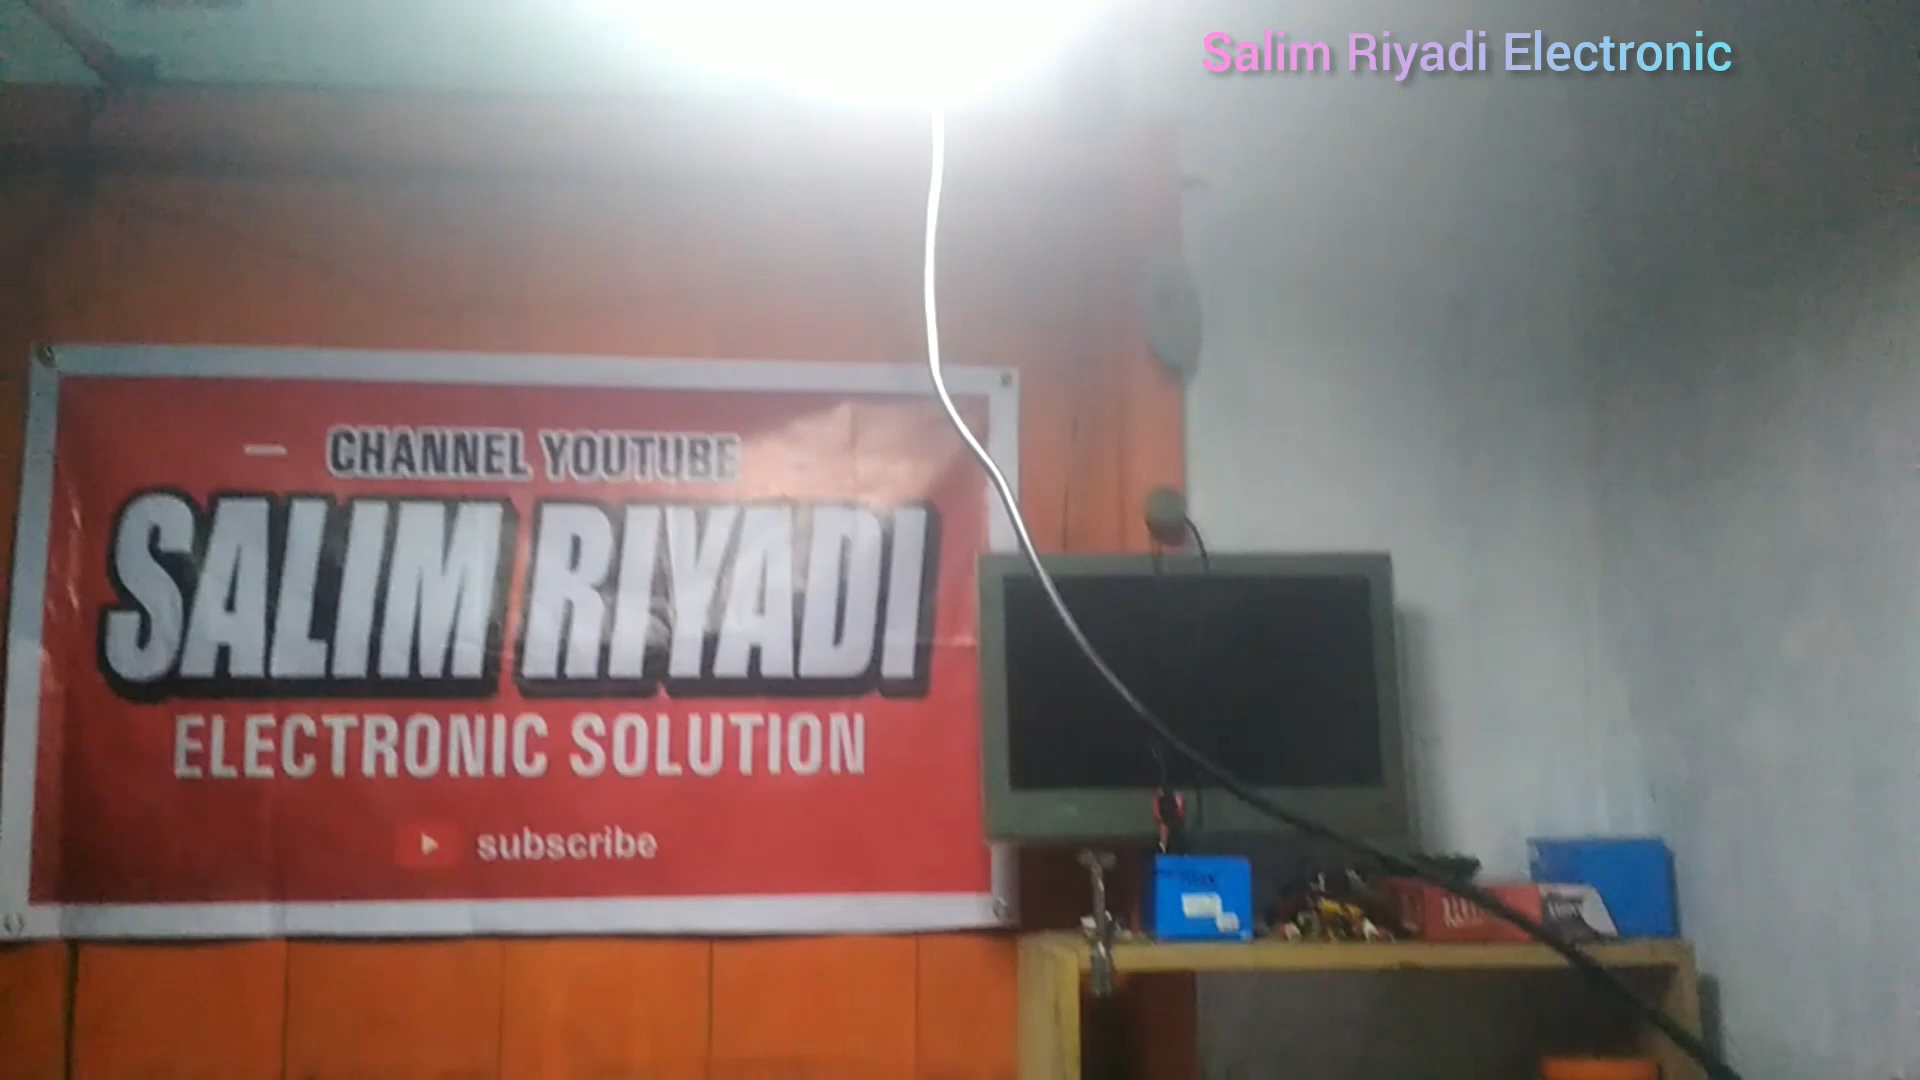 Salim Riyadi Electronic
CHANNEL YOUTUBE
SALIM RIYADI
ELECTRONIC SOLUTION
subscribe